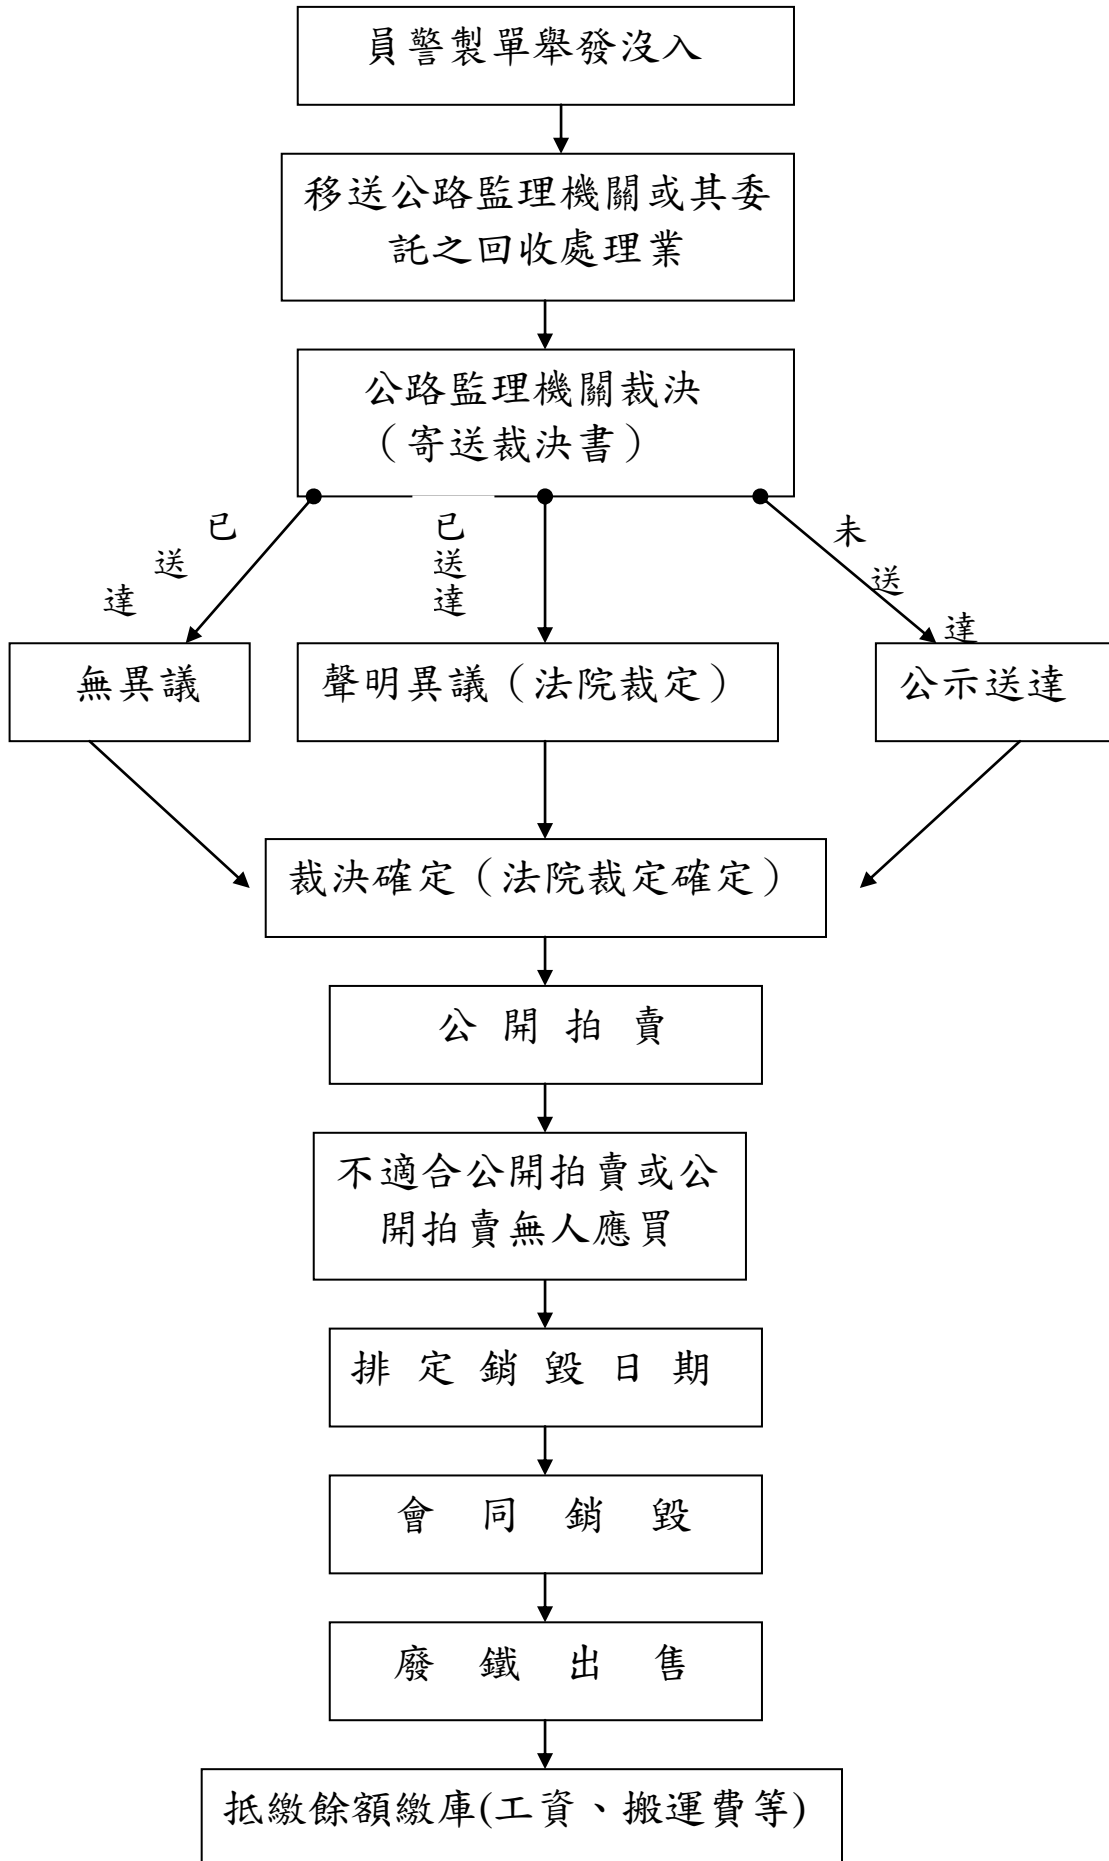 員警製單舉發沒入
移送公路監理機關或其委
託之回收處理業
公路監理機關裁決
（寄送裁決書）
已送達
已送達
未送達
無異議
聲明異議（法院裁定）
公示送達
裁決確定（法院裁定確定）
公開拍賣
不適合公開拍賣或公
開拍賣無人應買
排定銷毀日期
會同銷毀
廢鐵出售
抵繳餘額繳庫(工資、搬運費等)